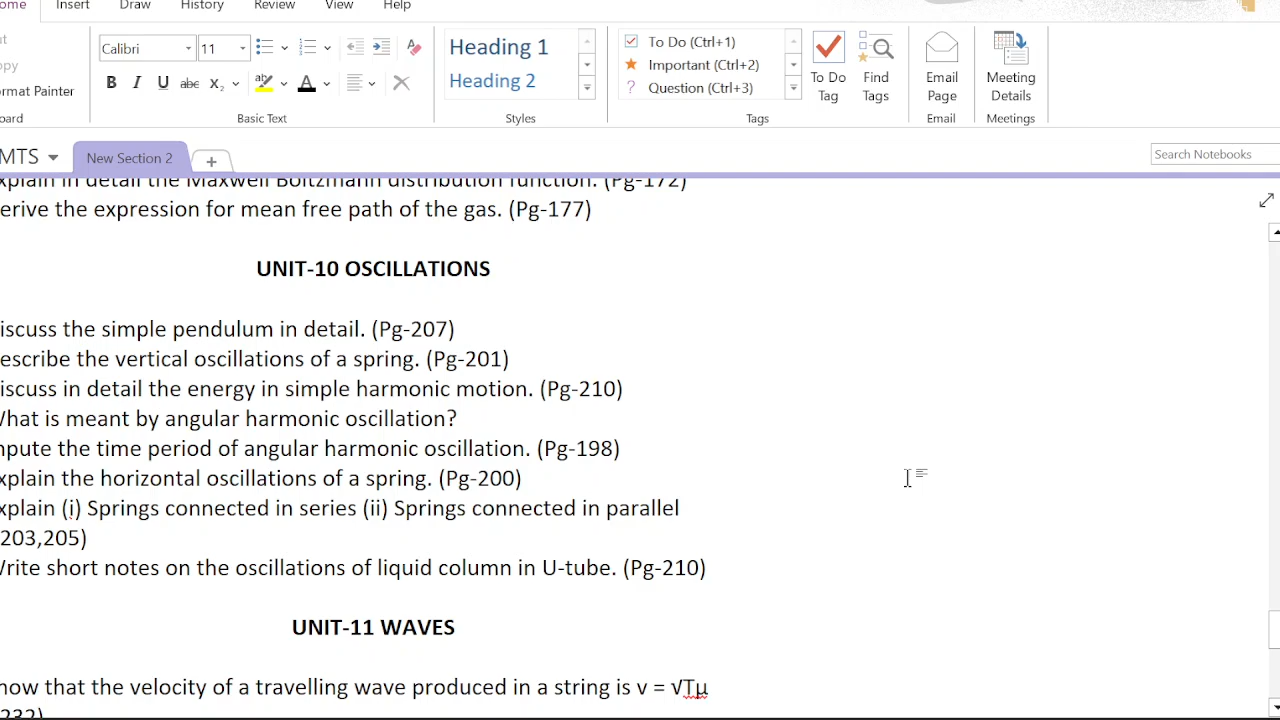 ome Insert Draw History Review View Help
ut
opy
ormat Painter
oard
Calibri 11
B I U abc X2 A
Basic Text
Heading 1
Heading 2
Styles
To Do (Ctrl+1)
Important (Ctrl+2)
Question (Ctrl+3)
To Do Tag
Find Tags
Tags
Email Page
Email
Meeting Details
Meetings
MTS New Section 2 +
Search Notebooks
xplain in detail the Maxwell Boltzmann distribution function. (Pg-172)
erive the expression for mean free path of the gas. (Pg-177)
UNIT-10 OSCILLATIONS
iscuss the simple pendulum in detail. (Pg-207)
escribe the vertical oscillations of a spring. (Pg-201)
iscuss in detail the energy in simple harmonic motion. (Pg-210)
What is meant by angular harmonic oscillation?
mpute the time period of angular harmonic oscillation. (Pg-198)
xplain the horizontal oscillations of a spring. (Pg-200)
xplain (i) Springs connected in series (ii) Springs connected in parallel
203,205)
Write short notes on the oscillations of liquid column in U-tube. (Pg-210)
UNIT-11 WAVES
how that the velocity of a travelling wave produced in a string is v = √Tμ
232)